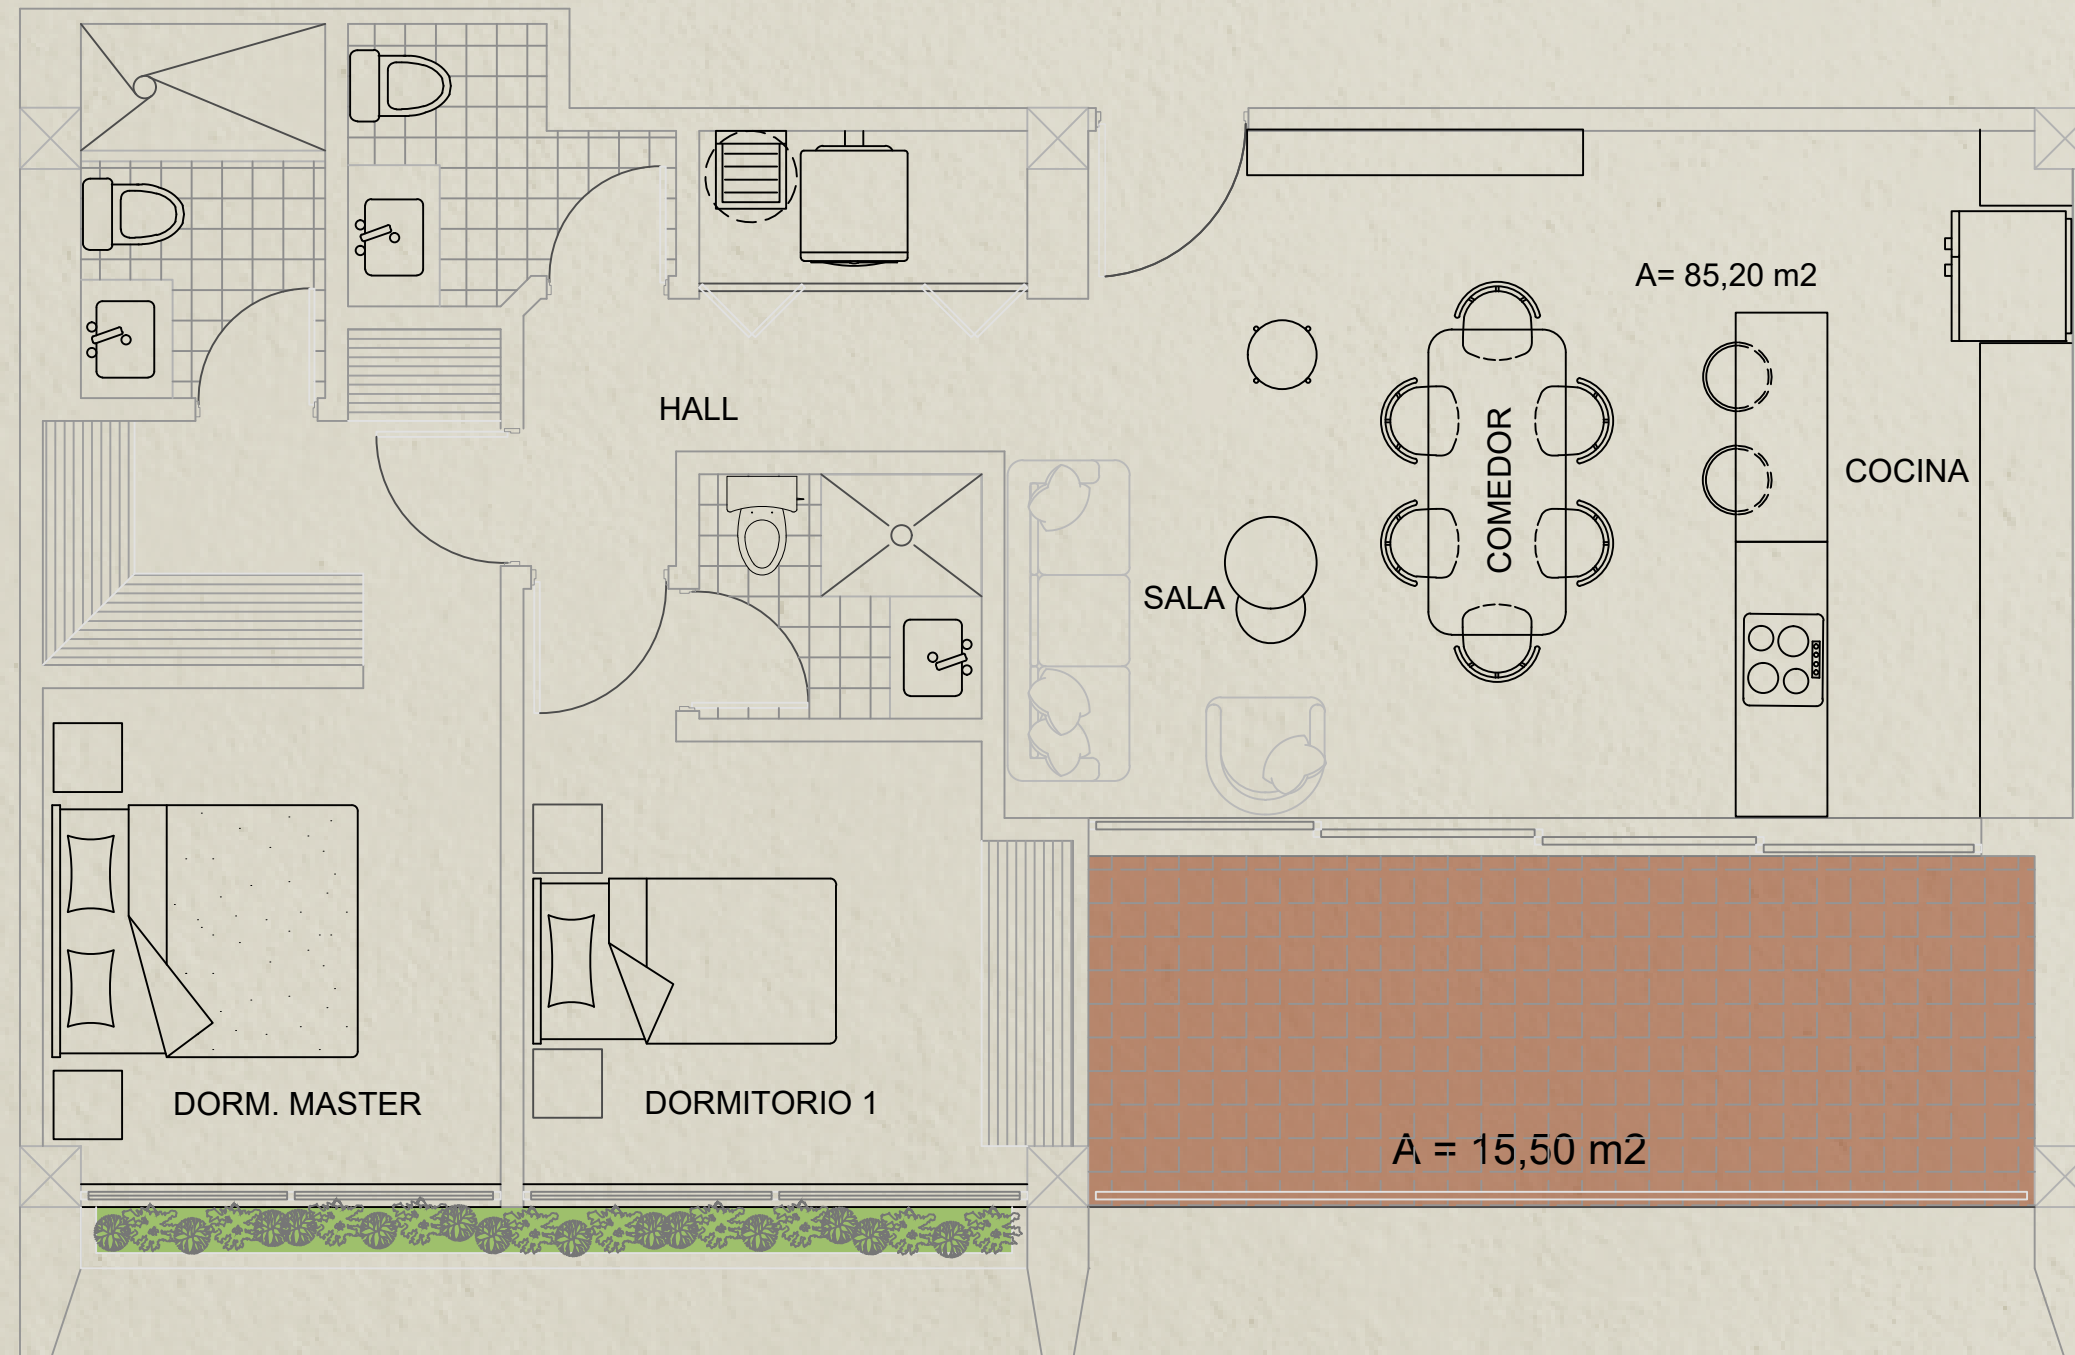 A= 85,20 m2
HALL
COMEDOR
COCINA
SALA
DORM. MASTER
DORMITORIO 1
A = 15,50 m2